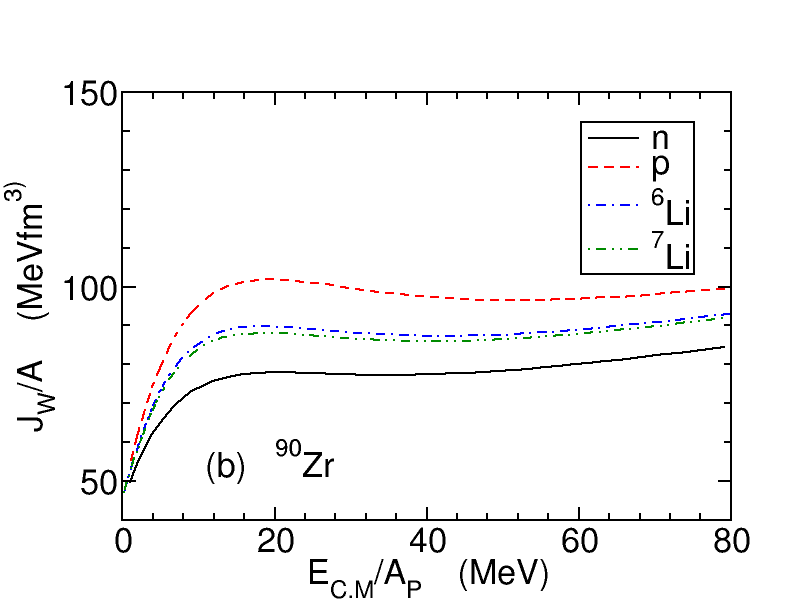 150
100
50
J_W/A (MeVfm^3)
n
p
^6Li
^7Li
(b) ^90Zr
0 20 40 60 80
E_C.M/A_P (MeV)